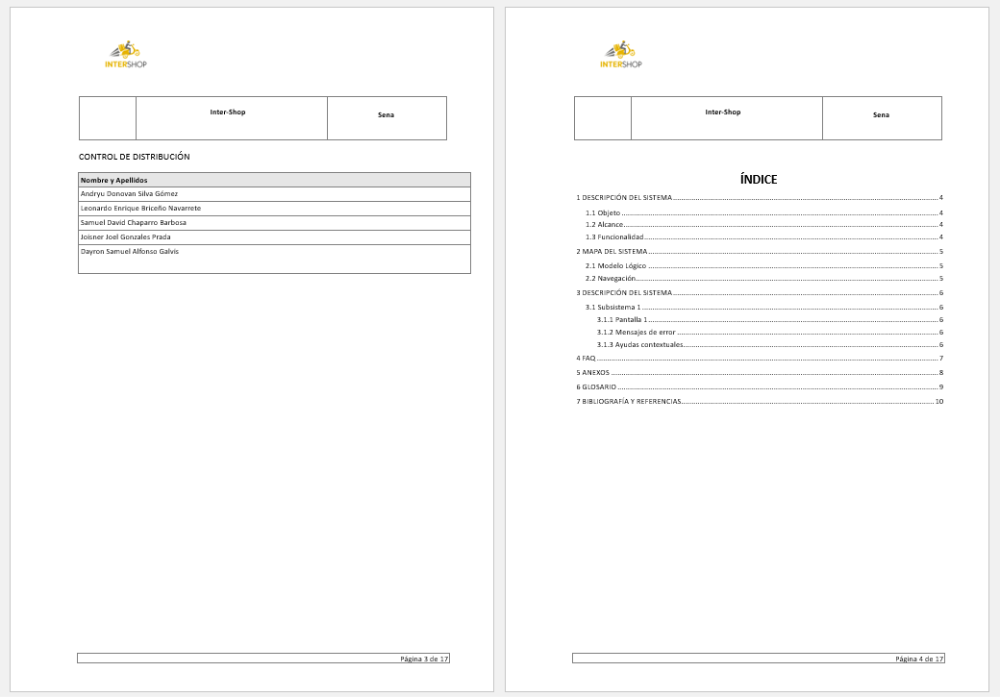 INTERSHOP
Inter-Shop
Sena
CONTROL DE DISTRIBUCIÓN
Nombre y Apellidos
Andryu Donovan Silva Gómez
Leonardo Enrique Briceño Navarrete
Samuel David Chaparro Barbosa
Joisner Joel Gonzales Prada
Dayron Samuel Alfonso Galvis
Página 3 de 17
INTERSHOP
Inter-Shop
Sena
ÍNDICE
1 DESCRIPCIÓN DEL SISTEMA 4
1.1 Objeto 4
1.2 Alcance 4
1.3 Funcionalidad 4
2 MAPA DEL SISTEMA 5
2.1 Modelo Lógico 5
2.2 Navegación 5
3 DESCRIPCIÓN DEL SISTEMA 6
3.1 Subsistema 1 6
3.1.1 Pantalla 1 6
3.1.2 Mensajes de error 6
3.1.3 Ayudas contextuales 6
4 FAQ 7
5 ANEXOS 8
6 GLOSARIO 9
7 BIBLIOGRAFÍA Y REFERENCIAS 10
Página 4 de 17